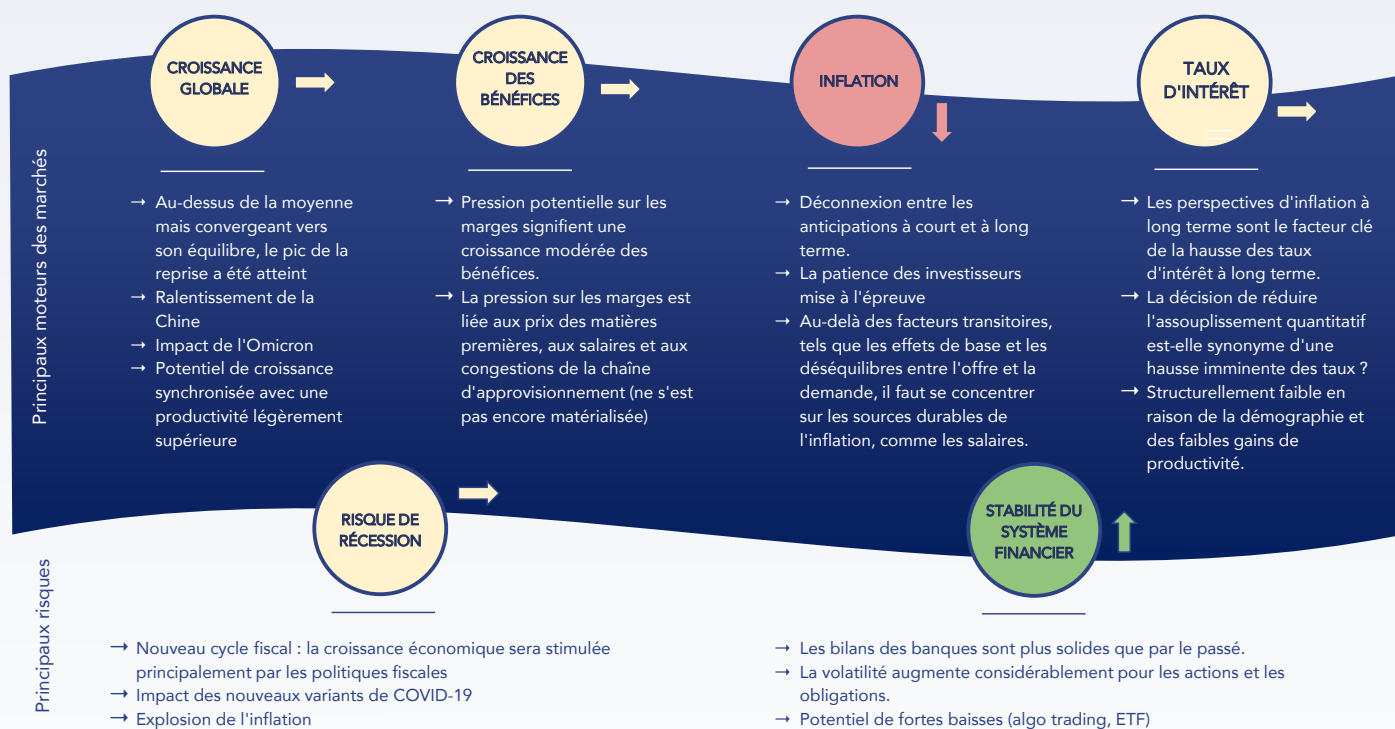 Principaux moteurs des marchés
CROISSANCE
GLOBALE
→ Au-dessus de la moyenne
mais convergeant vers
son équilibre, le pic de la
reprise a été atteint
→ Ralentissement de la
Chine
→ Impact de l'Omicron
→ Potentiel de croissance
synchronisée avec une
productivité légèrement
supérieure
CROISSANCE
DES
BÉNÉFICES
→ Pression potentielle sur les
marges signifient une
croissance modérée des
bénéfices.
→ La pression sur les marges est
liée aux prix des matières
premières, aux salaires et aux
congestions de la chaîne
d'approvisionnement (ne s'est
pas encore matérialisée)
INFLATION
→ Déconnexion entre les
anticipations à court et à long
terme.
→ La patience des investisseurs
mise à l'épreuve
→ Au-delà des facteurs transitoires,
tels que les effets de base et les
déséquilibres entre l'offre et la
demande, il faut se concentrer
sur les sources durables de
l'inflation, comme les salaires.
TAUX
D'INTÉRÊT
→ Les perspectives d'inflation à
long terme sont le facteur clé
de la hausse des taux
d'intérêt à long terme.
→ La décision de réduire
l'assouplissement quantitatif
est-elle synonyme d'une
hausse imminente des taux ?
→ Structurellement faible en
raison de la démographie et
des faibles gains de
productivité.
Principaux risques
RISQUE DE
RÉCESSION
→ Nouveau cycle fiscal : la croissance économique sera stimulée
principalement par les politiques fiscales
→ Impact des nouveaux variants de COVID-19
→ Explosion de l'inflation
STABILITÉ DU
SYSTÈME
FINANCIER
→ Les bilans des banques sont plus solides que par le passé.
→ La volatilité augmente considérablement pour les actions et les
obligations.
→ Potentiel de fortes baisses (algo trading, ETF)